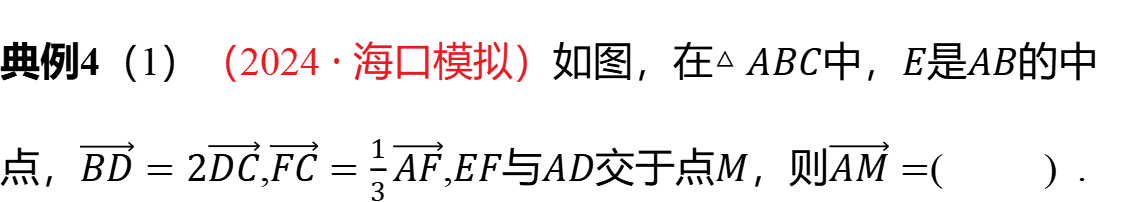 典例4（1）（2024·海口模拟）如图，在△ ABC中，E是AB的中
点，$\overrightarrow{BD}=2\overrightarrow{DC}$,$\overrightarrow{FC}=\frac{1}{3}\overrightarrow{AF}$,EF与AD交于点M，则$\overrightarrow{AM}$=(　　)．